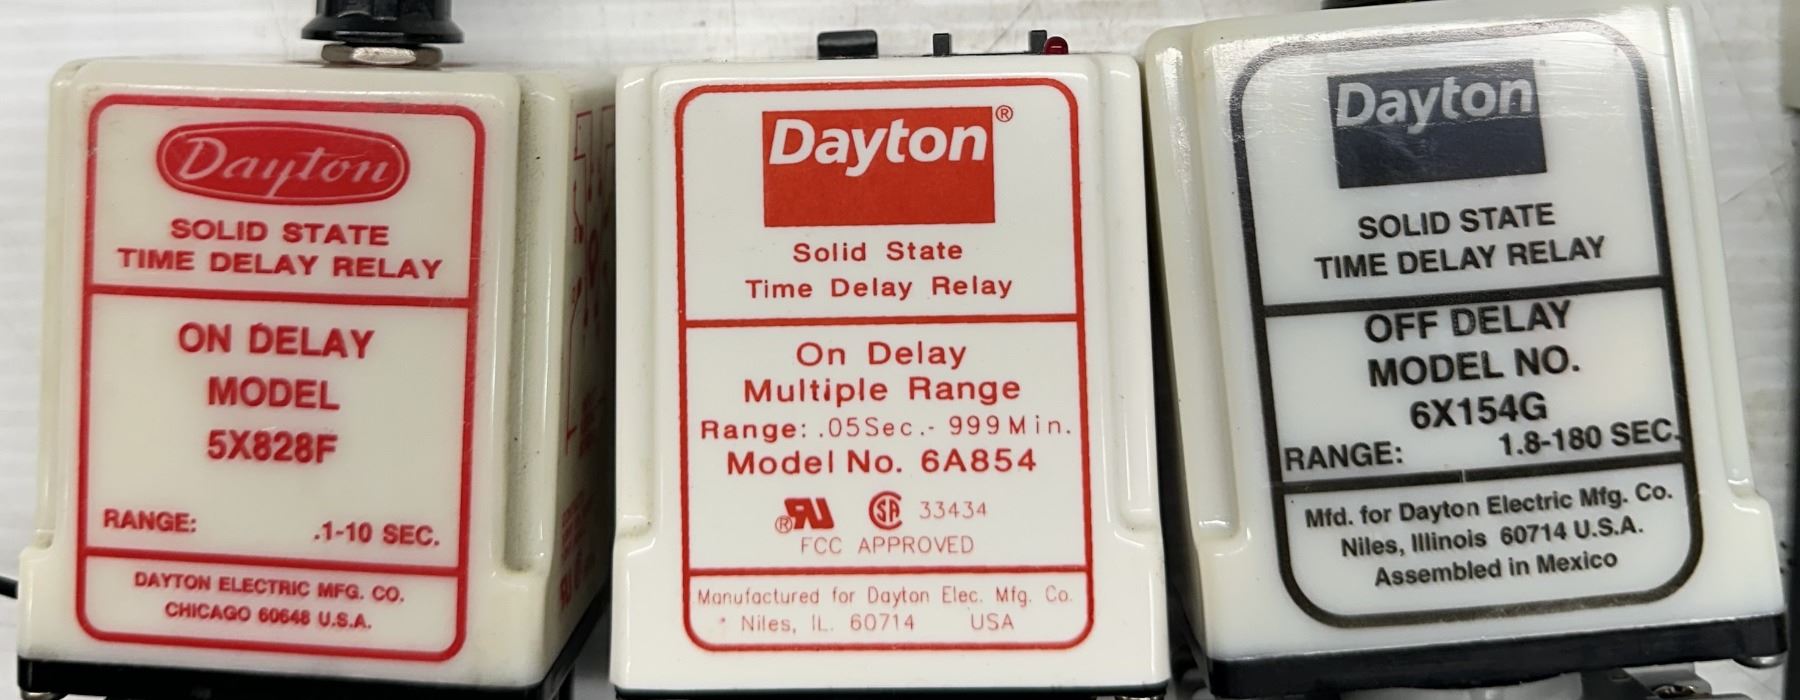 Dayton
SOLID STATE
TIME DELAY RELAY
ON DELAY
MODEL
5X828F
RANGE: .1-10 SEC.
DAYTON ELECTRIC MFG. CO.
CHICAGO 60648 U.S.A.
Dayton®
Solid State
Time Delay Relay
On Delay
Multiple Range
Range: .05Sec.- 999Min.
Model No. 6A854
33434
FCC APPROVED
Manufactured for Dayton Elec. Mfg. Co.
Niles, IL. 60714 USA
Dayton
SOLID STATE
TIME DELAY RELAY
OFF DELAY
MODEL NO.
6X154G
RANGE: 1.8-180 SEC.
Mfd. for Dayton Electric Mfg. Co.
Niles, Illinois 60714 U.S.A.
Assembled in Mexico